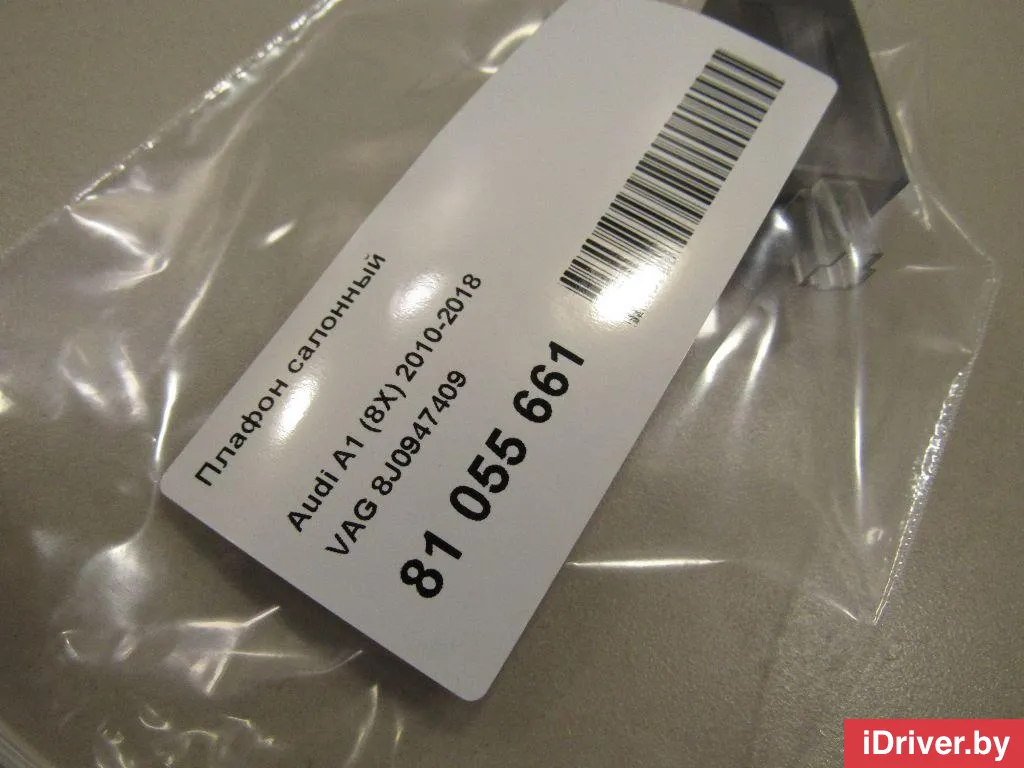 Плафон салонный
Audi A1 (8X) 2010-2018
VAG 8J0947409
81 055 661
iDriver.by